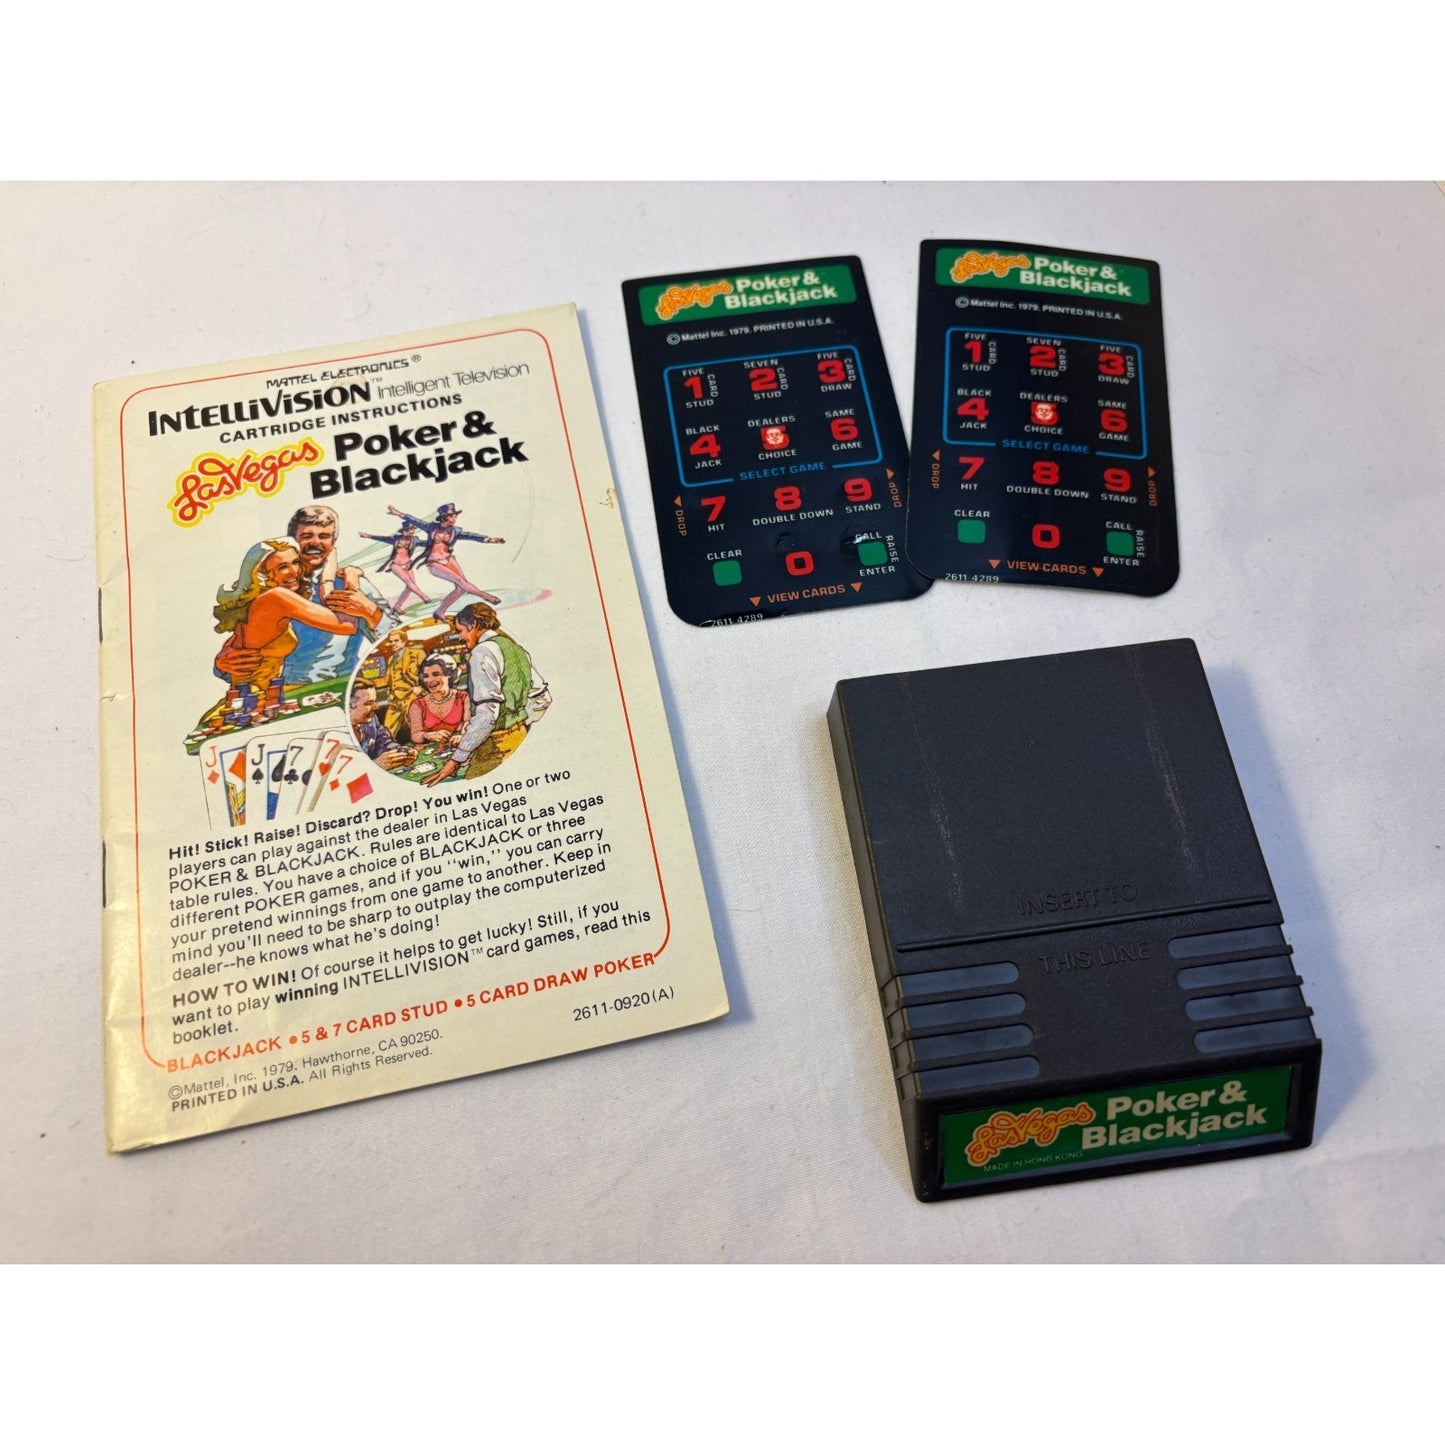 MATTEL ELECTRONICS®
INTELLIVISION™ Intelligent Television
CARTRIDGE INSTRUCTIONS
Las Vegas Poker &
Blackjack
J J 7 7 7
Hit! Stick! Raise! Discard? Drop! You win! One or two
players can play against the dealer in Las Vegas
POKER & BLACKJACK. Rules are identical to Las Vegas
table rules. You have a choice of BLACKJACK or three
different POKER games, and if you "win," you can carry
your pretend winnings from one game to another. Keep in
mind you'll need to be sharp to outplay the computerized
dealer--he knows what he's doing!
HOW TO WIN! Of course it helps to get lucky! Still, if you
want to play winning INTELLIVISION™ card games, read this
booklet.
BLACKJACK • 5 & 7 CARD STUD • 5 CARD DRAW POKER
2611-0920(A)
©Mattel, Inc. 1979. Hawthorne, CA 90250.
PRINTED IN U.S.A. All Rights Reserved.
Las Vegas Poker &
Blackjack
©Mattel Inc. 1979. PRINTED IN U.S.A.
FIVE SEVEN FIVE
1 CARD 2 CARD 3 CARD
STUD STUD DRAW
BLACK DEALERS SAME
4 5 6
JACK CHOICE GAME
SELECT GAME
DROP 7 8 9 DROP
HIT DOUBLE DOWN STAND
CLEAR 0 CALL RAISE
ENTER
VIEW CARDS
2611-4289
Las Vegas Poker &
Blackjack
©Mattel Inc. 1979. PRINTED IN U.S.A.
FIVE SEVEN FIVE
1 CARD 2 CARD 3 CARD
STUD STUD DRAW
BLACK DEALERS SAME
4 5 6
JACK CHOICE GAME
SELECT GAME
DROP 7 8 9 DROP
HIT DOUBLE DOWN STAND
CLEAR 0 CALL RAISE
ENTER
VIEW CARDS
2611-4289
INSERT TO
THIS LINE
Las Vegas Poker &
Blackjack
MADE IN HONG KONG